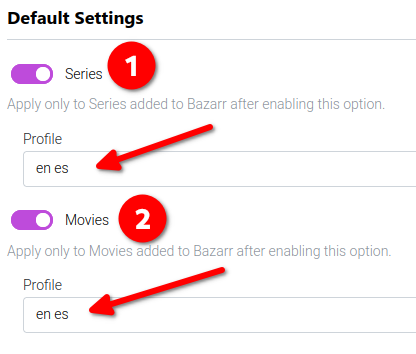 Default Settings
Series 1
Apply only to Series added to Bazarr after enabling this option.
Profile
en es
Movies 2
Apply only to Movies added to Bazarr after enabling this option.
Profile
en es